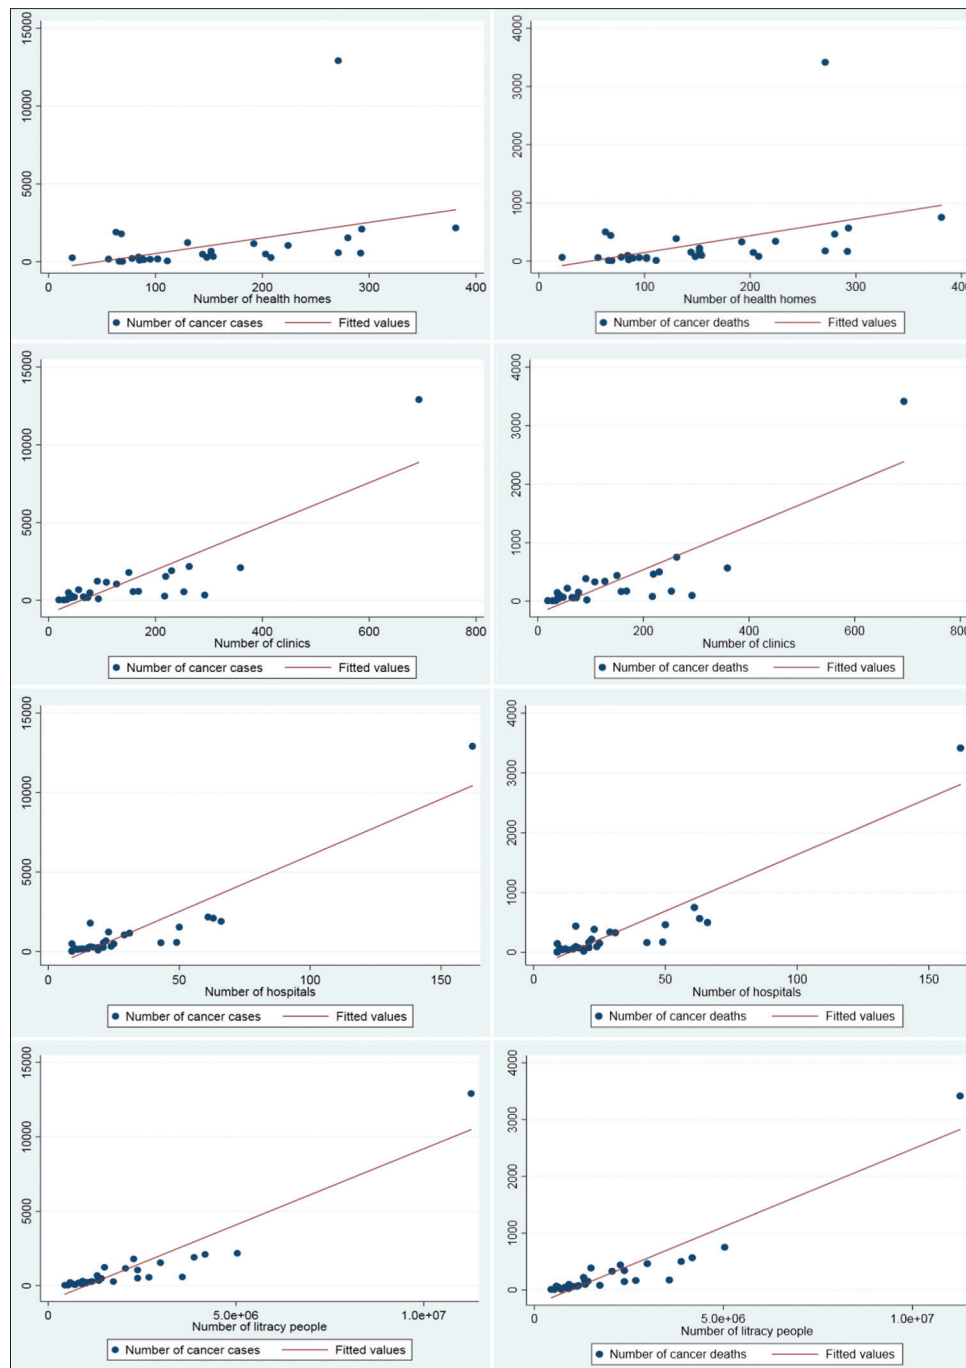 15000
10000
5000
0
0 100 200 300 400
Number of health homes
Number of cancer cases Fitted values
4000
3000
2000
1000
0
0 100 200 300 400
Number of health homes
Number of cancer deaths Fitted values
15000
10000
5000
0
0 200 400 600 800
Number of clinics
Number of cancer cases Fitted values
4000
3000
2000
1000
0
0 200 400 600 800
Number of clinics
Number of cancer deaths Fitted values
15000
10000
5000
0
0 50 100 150
Number of hospitals
Number of cancer cases Fitted values
4000
3000
2000
1000
0
0 50 100 150
Number of hospitals
Number of cancer deaths Fitted values
15000
10000
5000
0
0 5.0e+06 1.0e+07
Number of litracy people
Number of cancer cases Fitted values
4000
3000
2000
1000
0
0 5.0e+06 1.0e+07
Number of litracy people
Number of cancer deaths Fitted values